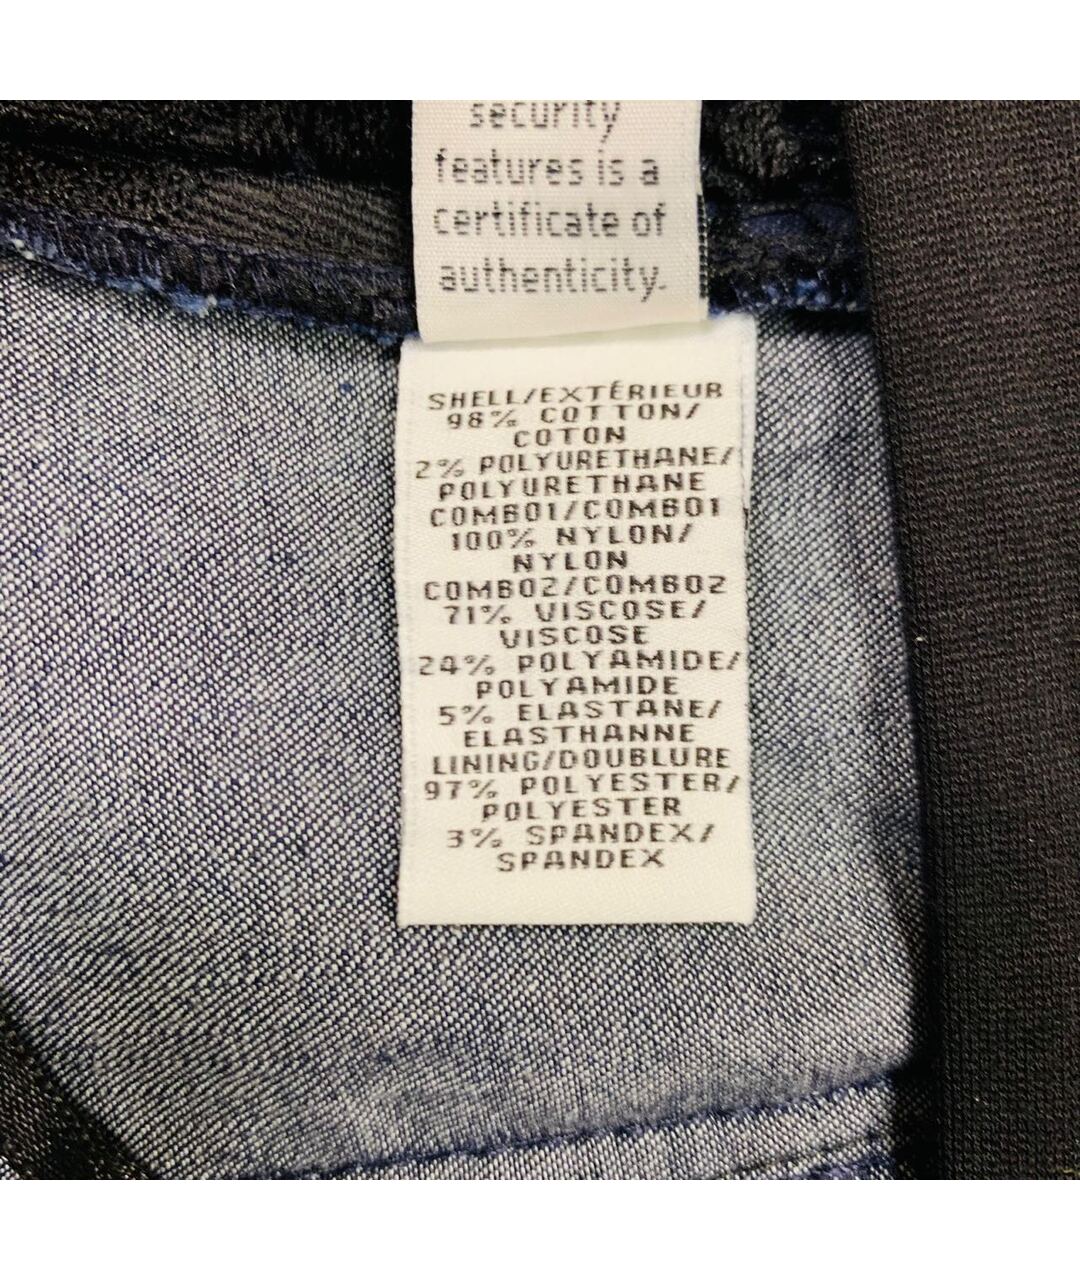 security
features is a
certificate of
authenticity.
SHELL/EXTÉRIEUR
98% COTTON/
COTON
2% POLYURETHANE/
POLYURETHANE
COMBO1/COMBO1
100% NYLON/
NYLON
COMBO2/COMBO2
71% VISCOSE/
VISCOSE
24% POLYAMIDE/
POLYAMIDE
5% ELASTANE/
ELASTHANNE
LINING/DOUBLURE
97% POLYESTER/
POLYESTER
3% SPANDEX/
SPANDEX